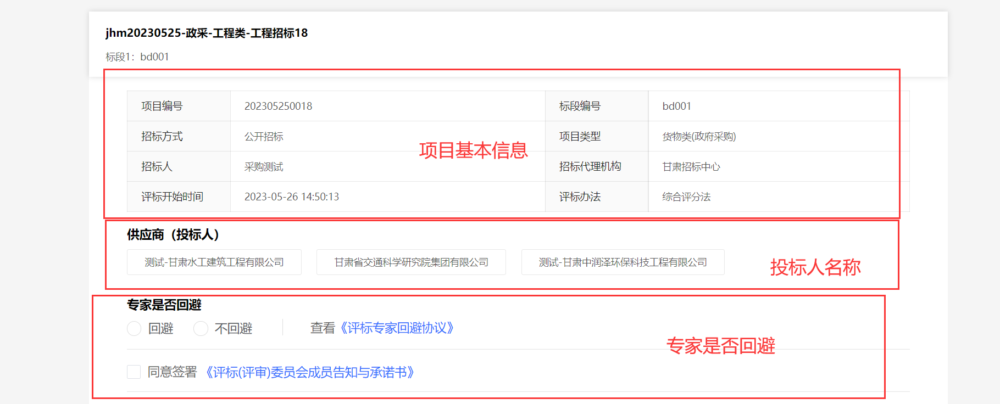 jhm20230525-政采-工程类-工程招标18
标段1：bd001
项目编号 202305250018 标段编号 bd001
招标方式 公开招标 项目类型 货物类(政府采购)
项目基本信息
招标人 采购测试 招标代理机构 甘肃招标中心
评标开始时间 2023-05-26 14:50:13 评标办法 综合评分法
供应商（投标人）
测试-甘肃水工建筑工程有限公司 甘肃省交通科学研究院集团有限公司 测试-甘肃中润泽环保科技工程有限公司
投标人名称
专家是否回避
回避 不回避 查看《评标专家回避协议》
专家是否回避
同意签署《评标(评审)委员会成员告知与承诺书》